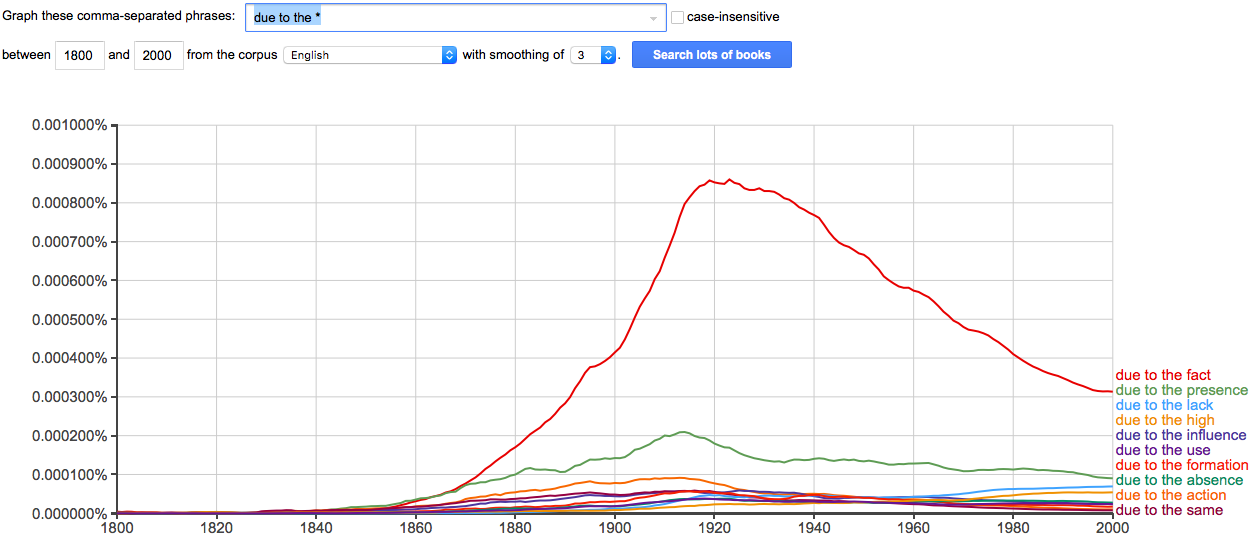 Graph these comma-separated phrases: due to the * case-insensitive
between 1800 and 2000 from the corpus English with smoothing of 3 . Search lots of books
0.001000%
0.000900%
0.000800%
0.000700%
0.000600%
0.000500%
0.000400%
0.000300%
0.000200%
0.000100%
0.000000%
1800 1820 1840 1860 1880 1900 1920 1940 1960 1980 2000
due to the fact
due to the presence
due to the lack
due to the high
due to the influence
due to the use
due to the formation
due to the absence
due to the action
due to the same